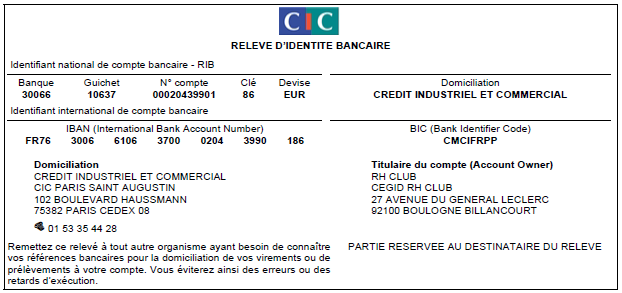 CIC
RELEVE D'IDENTITE BANCAIRE
Identifiant national de compte bancaire - RIB
Banque Guichet N° compte Clé Devise Domiciliation
30066 10637 00020439901 86 EUR CREDIT INDUSTRIEL ET COMMERCIAL
Identifiant international de compte bancaire
IBAN (International Bank Account Number) BIC (Bank Identifier Code)
FR76 3006 6106 3700 0204 3990 186 CMCIFRPP
Domiciliation
CREDIT INDUSTRIEL ET COMMERCIAL
CIC PARIS SAINT AUGUSTIN
102 BOULEVARD HAUSSMANN
75382 PARIS CEDEX 08
01 53 35 44 28
Titulaire du compte (Account Owner)
RH CLUB
CEGID RH CLUB
27 AVENUE DU GENERAL LECLERC
92100 BOULOGNE BILLANCOURT
Remettez ce relevé à tout autre organisme ayant besoin de connaître
vos références bancaires pour la domiciliation de vos virements ou de
prélèvements à votre compte. Vous éviterez ainsi des erreurs ou des
retards d'exécution.
PARTIE RESERVEE AU DESTINATAIRE DU RELEVE